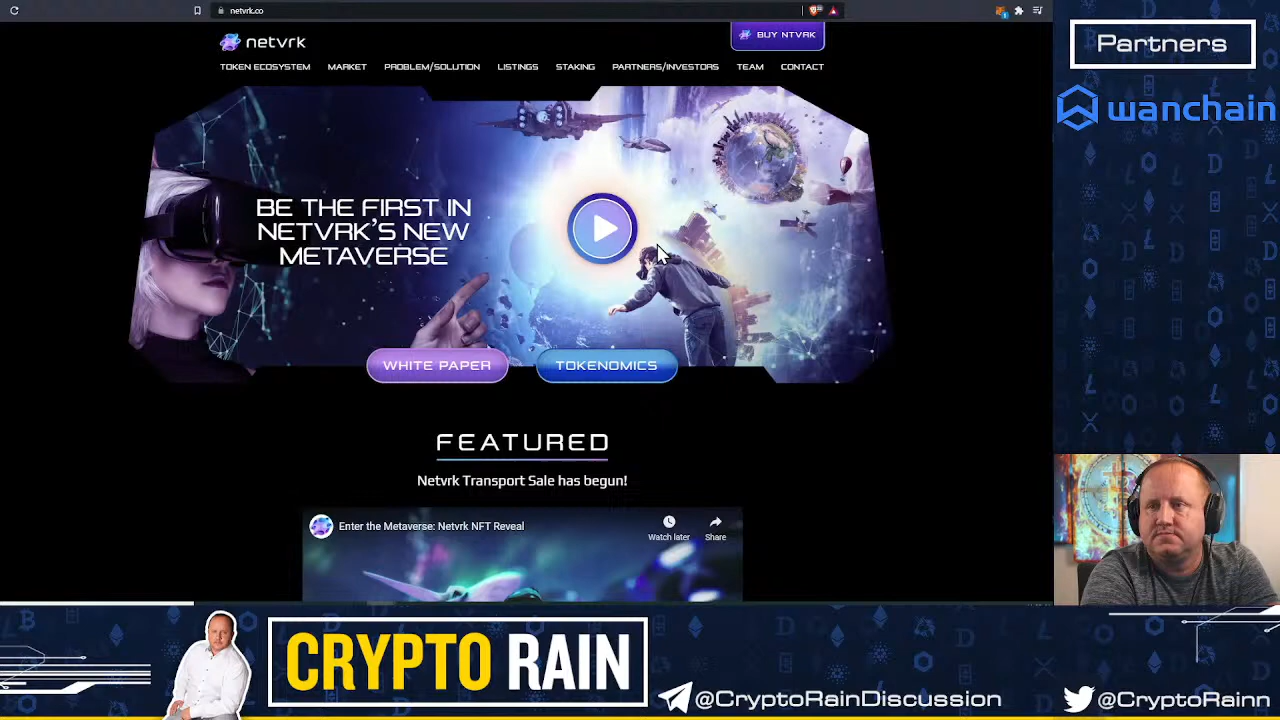 netvrk.co
netvrk
BUY NTVRK
TOKEN ECOSYSTEM MARKET PROBLEM/SOLUTION LISTINGS STAKING PARTNERS/INVESTORS TEAM CONTACT
BE THE FIRST IN
NETVRK'S NEW
METAVERSE
WHITE PAPER
TOKENOMICS
FEATURED
Netvrk Transport Sale has begun!
Enter the Metaverse: Netvrk NFT Reveal
Watch later
Share
Partners
wanchain
CRYPTO RAIN
@CryptoRainDiscussion
@CryptoRainn